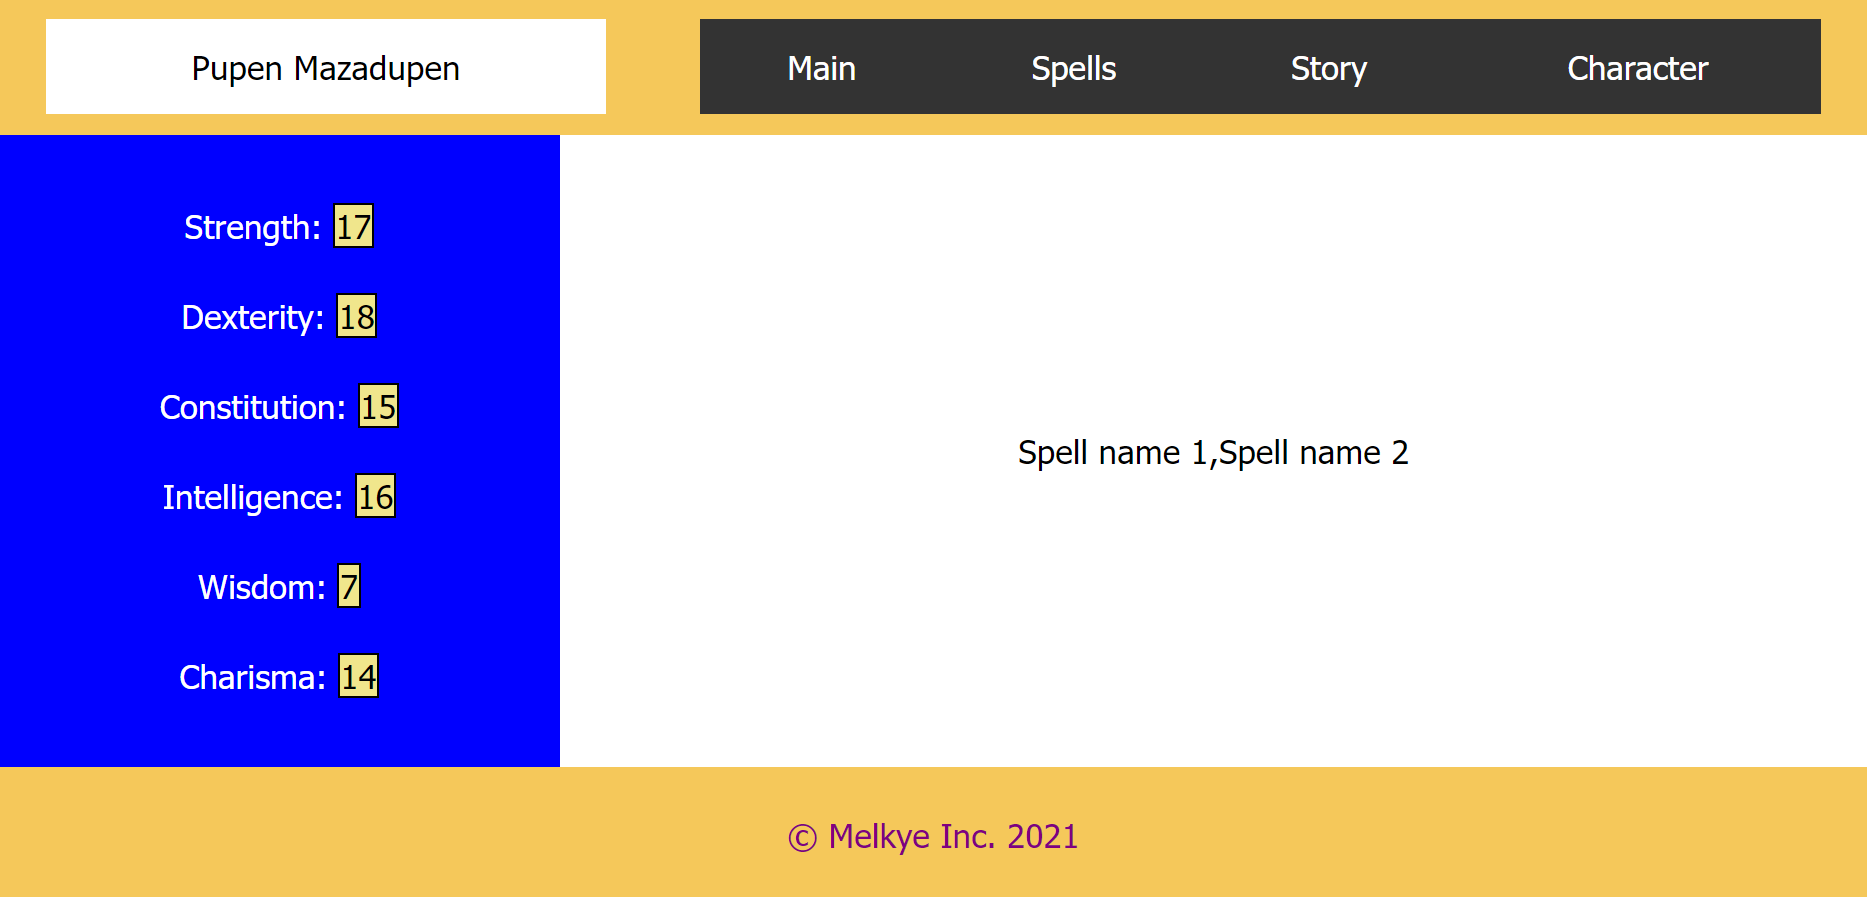 Pupen Mazadupen
Main Spells Story Character
Strength: 17
Dexterity: 18
Constitution: 15
Intelligence: 16
Wisdom: 7
Charisma: 14
Spell name 1,Spell name 2
© Melkye Inc. 2021